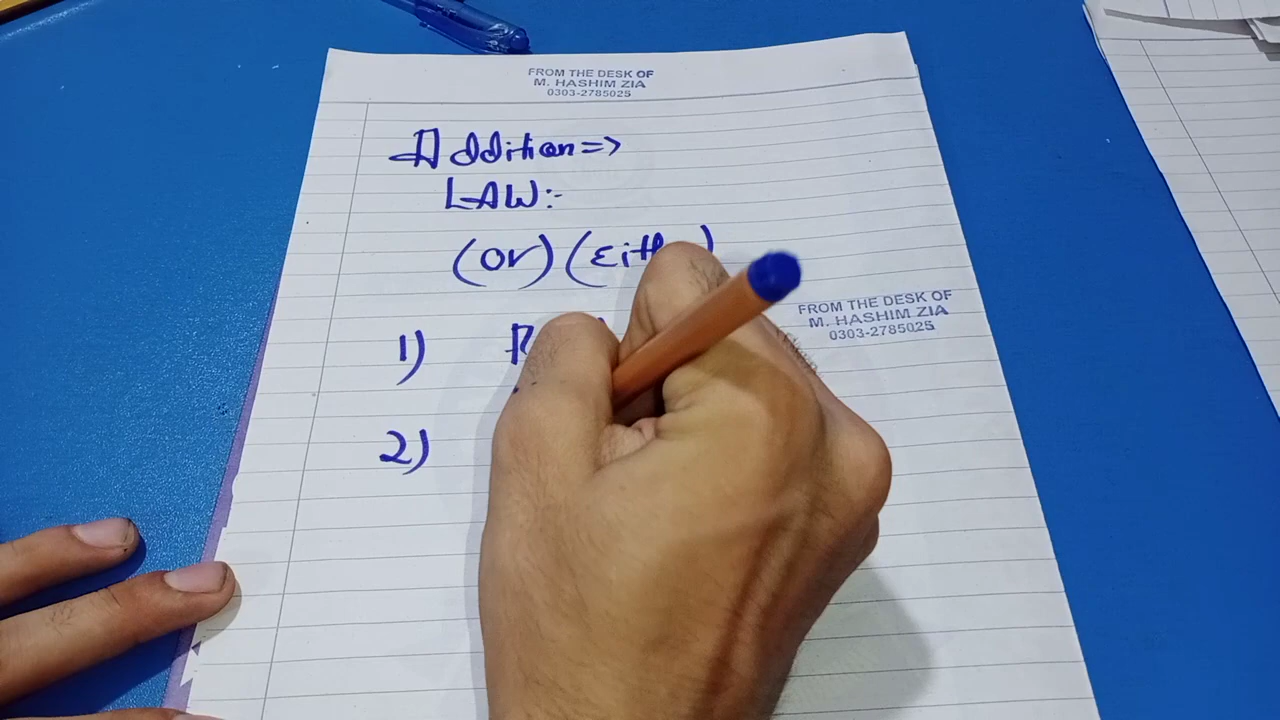 FROM THE DESK OF
M. HASHIM ZIA
0303-2785025
Addition=>
LAW:-
(or) (
1)
FROM THE DESK OF
M. HASHIM ZIA
0303-2785025
2)